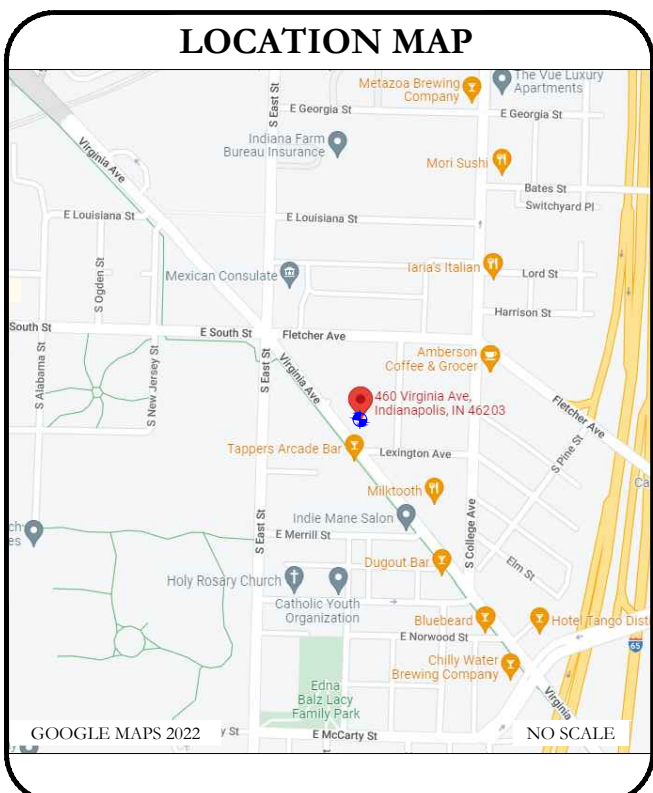 LOCATION MAP
Metazoa Brewing
Company
The Vue Luxury
Apartments
S East St
E Georgia St
E Georgia St
Indiana Farm
Bureau Insurance
Virginia Ave
Mori Sushi
Bates St
Switchyard Pl
E Louisiana St
E Louisiana St
S Ogden St
Mexican Consulate
Iaria's Italian
Lord St
Harrison St
South St
E South St
Fletcher Ave
S Alabama St
S New Jersey St
S East St
Virginia Ave
Amberson
Coffee & Grocer
460 Virginia Ave,
Indianapolis, IN 46203
Fletcher Ave
Tappers Arcade Bar
Lexington Ave
S Pine St
Ca
Milktooth
Indie Mane Salon
S East St
S College Ave
E Merrill St
ch
es
Dugout Bar
Elm St
Holy Rosary Church
Catholic Youth
Organization
Bluebeard
Hotel Tango Dist
E Norwood St
65
Chilly Water
Brewing Company
Edna
Balz Lacy
Family Park
Virginia
GOOGLE MAPS 2022
y St
E McCarty St
NO SCALE